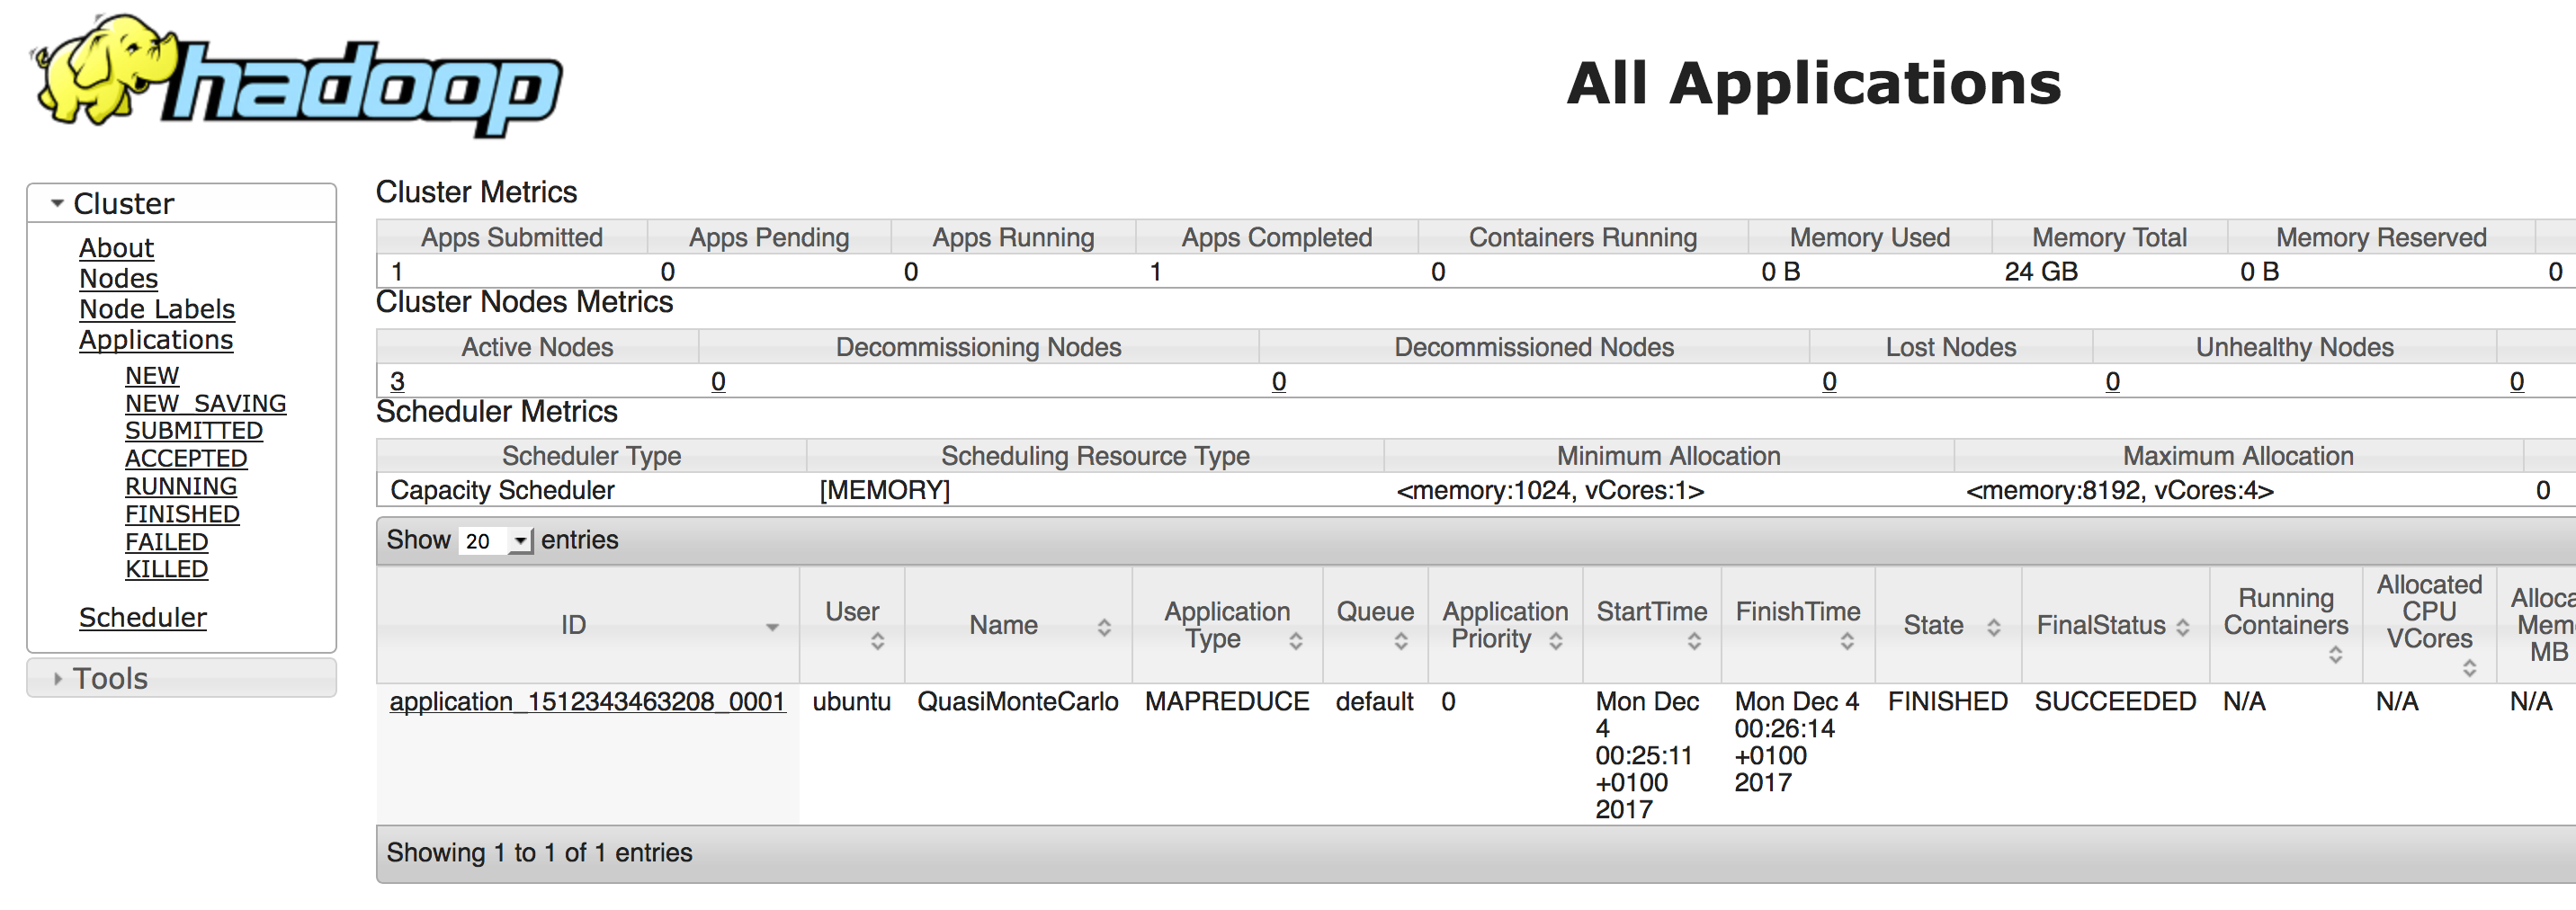 hadoop
All Applications
Cluster
About
Nodes
Node Labels
Applications
NEW
NEW_SAVING
SUBMITTED
ACCEPTED
RUNNING
FINISHED
FAILED
KILLED
Scheduler
Tools
Cluster Metrics
Apps Submitted Apps Pending Apps Running Apps Completed Containers Running Memory Used Memory Total Memory Reserved
1 0 0 1 0 0 B 24 GB 0 B 0
Cluster Nodes Metrics
Active Nodes Decommissioning Nodes Decommissioned Nodes Lost Nodes Unhealthy Nodes
3 0 0 0 0 0
Scheduler Metrics
Scheduler Type Scheduling Resource Type Minimum Allocation Maximum Allocation
Capacity Scheduler [MEMORY] <memory:1024, vCores:1> <memory:8192, vCores:4> 0
Show 20 entries
ID User Name Application Type Queue Application Priority StartTime FinishTime State FinalStatus Running Containers Allocated CPU VCores MB
application_1512343463208_0001 ubuntu QuasiMonteCarlo MAPREDUCE default 0 Mon Dec Mon Dec 4 FINISHED SUCCEEDED N/A N/A N/A
4 00:26:14
00:25:11 +0100
+0100 2017
2017
Showing 1 to 1 of 1 entries